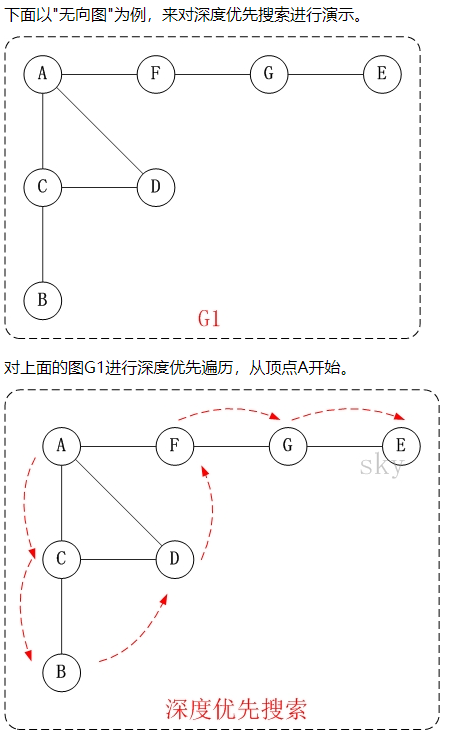 下面以"无向图"为例，来对深度优先搜索进行演示。
A F G E
C D
B
G1
对上面的图G1进行深度优先遍历，从顶点A开始。
A F G E
sky
C D
B
深度优先搜索